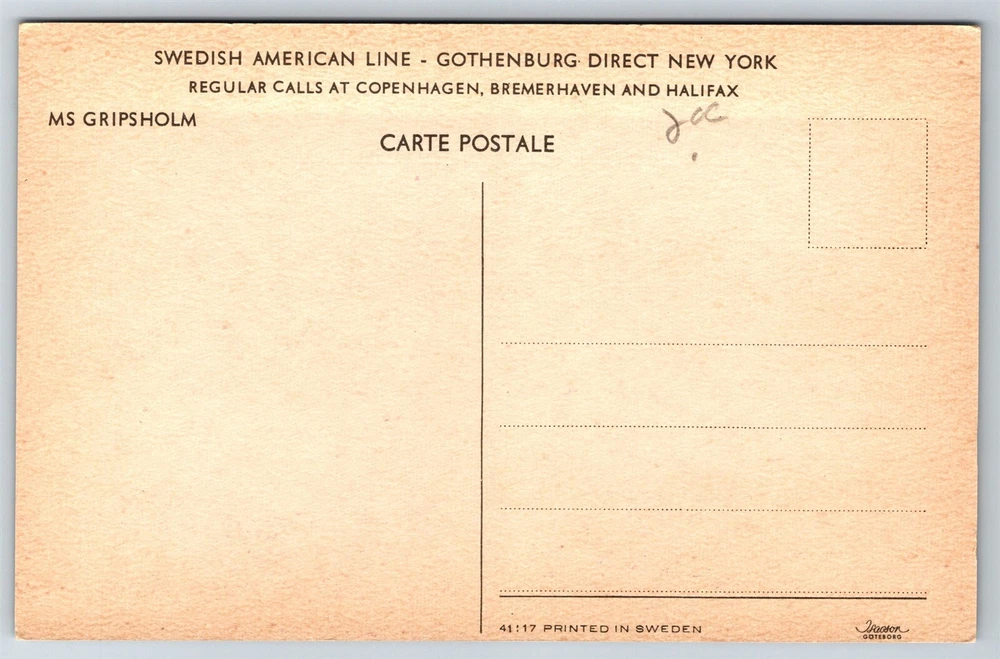 SWEDISH AMERICAN LINE - GOTHENBURG DIRECT NEW YORK
REGULAR CALLS AT COPENHAGEN, BREMERHAVEN AND HALIFAX
MS GRIPSHOLM
CARTE POSTALE
41:17 PRINTED IN SWEDEN
Isacson
GÖTEBORG